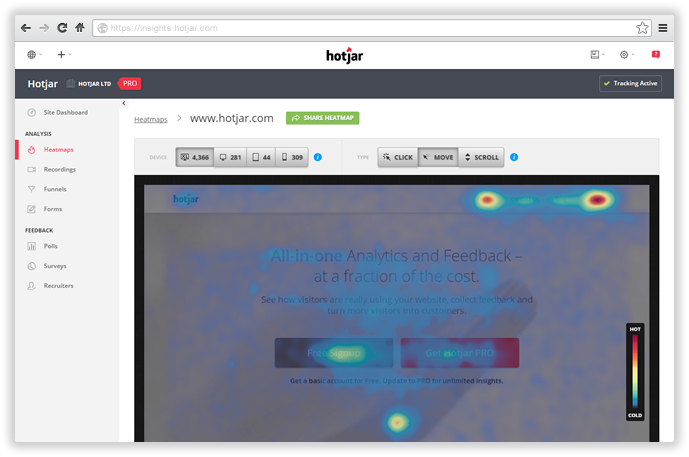 https://insights.hotjar.com
hotjar
?
Hotjar HOTJAR LTD PRO Tracking Active
Site Dashboard
ANALYSIS
Heatmaps
Recordings
Funnels
Forms
FEEDBACK
Polls
Surveys
Recruiters
Heatmaps > www.hotjar.com SHARE HEATMAP
DEVICE 4,366 281 44 309 i TYPE CLICK MOVE SCROLL i
hotjar
All-in-one Analytics and Feedback –
at a fraction of the cost.
See how visitors are really using your website, collect feedback and
turn more visitors into customers.
Free Signup Get Hotjar PRO
Get a basic account for Free. Update to PRO for unlimited insights.
HOT
COLD